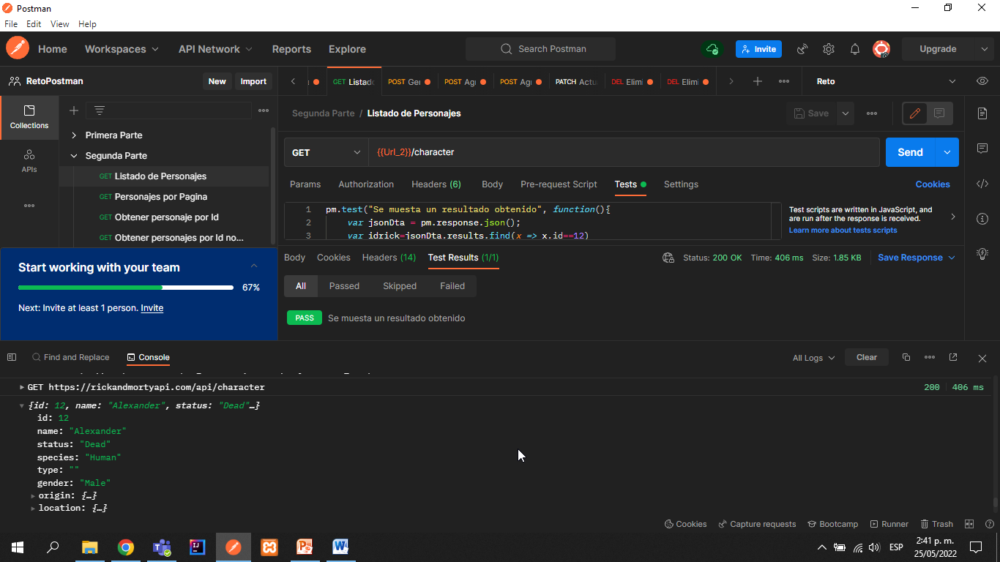 Postman
File Edit View Help
Home Workspaces API Network Reports Explore Search Postman Invite Upgrade
RetoPostman New Import
GET Listado POST Gei POST Agi POST Agi PATCH Actu DEL Elimi DEL Elimi Reto
Collections
APIs
Primera Parte
Segunda Parte
GET Listado de Personajes
GET Personajes por Pagina
GET Obtener personaje por Id
GET Obtener personajes por Id no...
Start working with your team
67%
Next: Invite at least 1 person. Invite
Segunda Parte / Listado de Personajes Save
GET {{Url_2}}/character Send
Params Authorization Headers (6) Body Pre-request Script Tests Settings Cookies
1 pm.test("Se muesta un resultado obtenido", function(){
2 var jsonDta = pm.response.json();
3 var idrick=jsonDta.results.find(x => x.id==12)
Test scripts are written in JavaScript, and
are run after the response is received.
Learn more about tests scripts
Body Cookies Headers (14) Test Results (1/1) Status: 200 OK Time: 406 ms Size: 1.85 KB Save Response
All Passed Skipped Failed
PASS Se muesta un resultado obtenido
Find and Replace Console All Logs Clear
GET https://rickandmortyapi.com/api/character 200 406 ms
{id: 12, name: "Alexander", status: "Dead"…}
id: 12
name: "Alexander"
status: "Dead"
species: "Human"
type: ""
gender: "Male"
origin: {…}
location: {…}
Cookies Capture requests Bootcamp Runner Trash
ESP
2:41 p. m.
25/05/2022